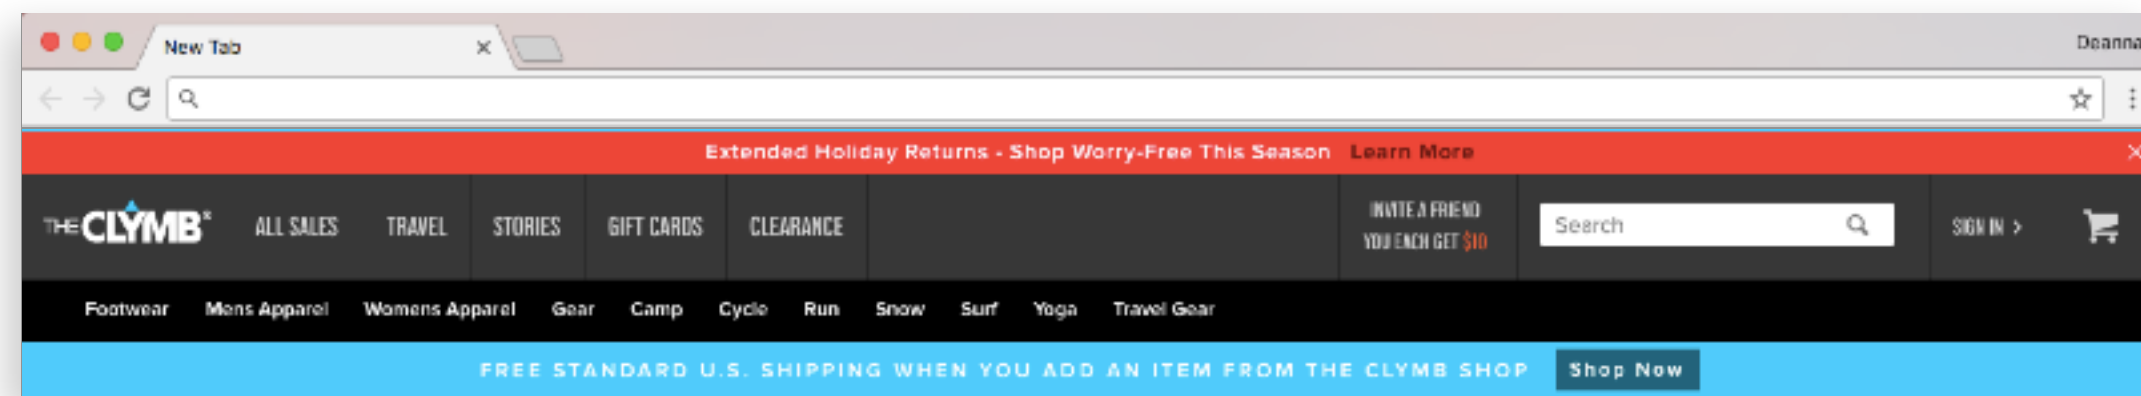 New Tab
Deanna
Extended Holiday Returns - Shop Worry-Free This Season Learn More
THE CLYMB
ALL SALES TRAVEL STORIES GIFT CARDS CLEARANCE
INVITE A FRIEND
YOU EACH GET $10
Search
SIGN IN >
Footwear Mens Apparel Womens Apparel Gear Camp Cycle Run Snow Surf Yoga Travel Gear
FREE STANDARD U.S. SHIPPING WHEN YOU ADD AN ITEM FROM THE CLYMB SHOP Shop Now